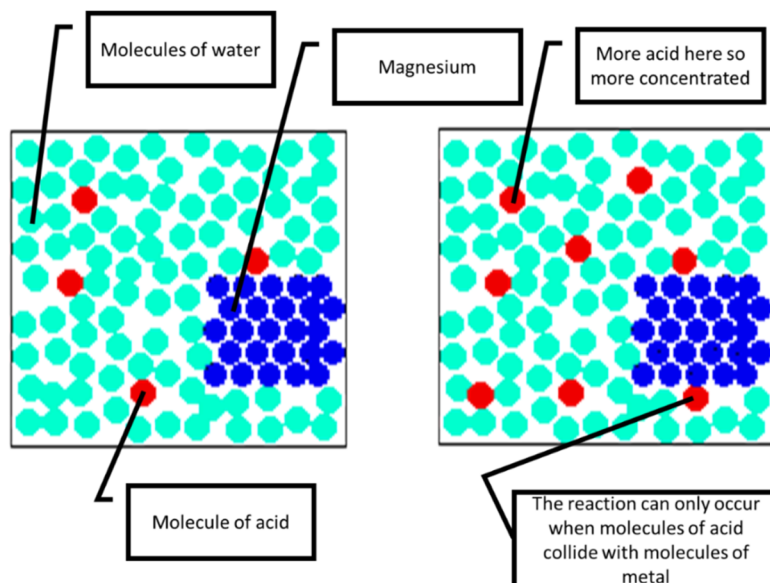 Molecules of water
Magnesium
More acid here so
more concentrated
Molecule of acid
The reaction can only occur
when molecules of acid
collide with molecules of
metal